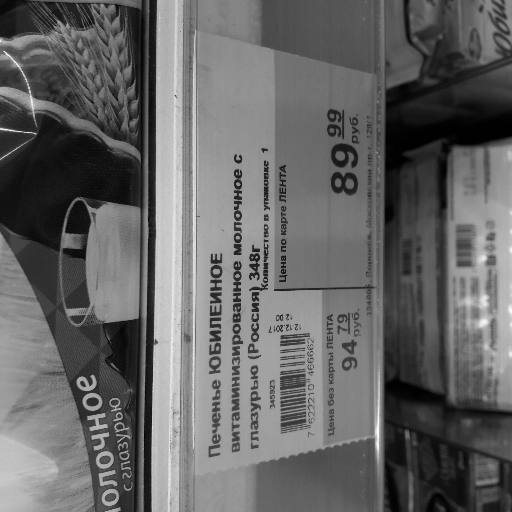 Печенье ЮБИЛЕЙНОЕ
витаминизированное молочное с
глазурью (Россия) 348г
Количество в упаковке 1
Цена по карте ЛЕНТА
89 99
руб.
345923
12.12.2017
12:00
7 622210 466662
Цена без карты ЛЕНТА
94 79
руб.
МОЛОЧНОЕ
с глазурью